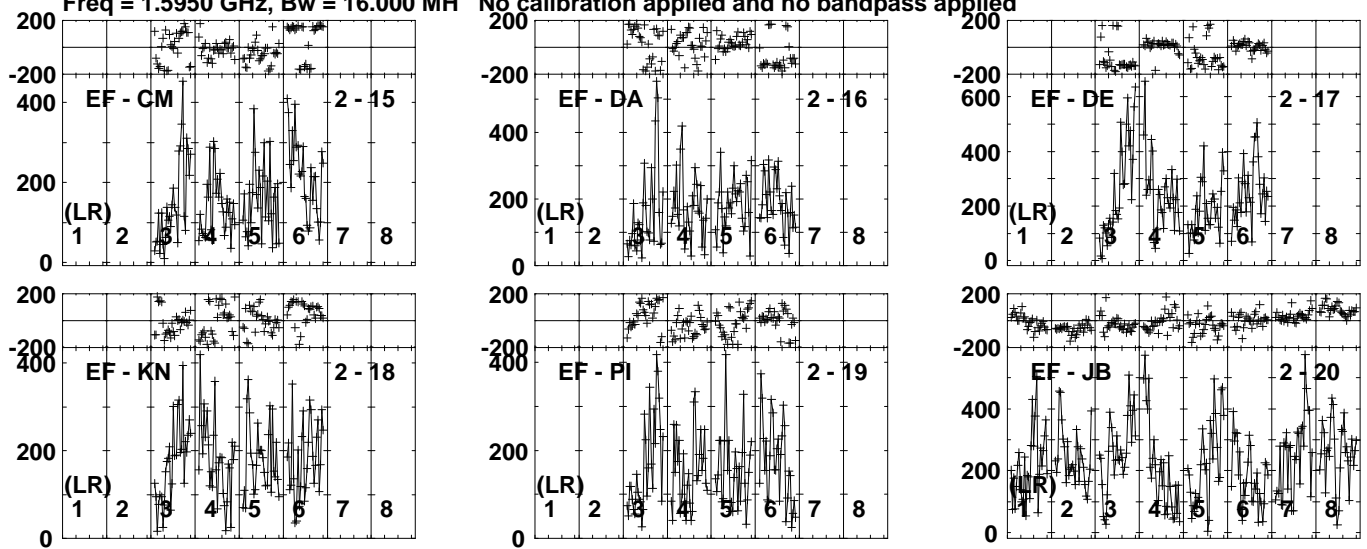 Freq = 1.5950 GHz, Bw = 16.000 MH No calibration applied and no bandpass applied
200
-200
EF - CM 2 - 15
400
200
0
(LR)
1 2 3 4 5 6 7 8
EF - DA 2 - 16
400
200
0
(LR)
1 2 3 4 5 6 7 8
EF - DE 2 - 17
200
-200
600
400
200
0
(LR)
1 2 3 4 5 6 7 8
200
-200
EF - KN 2 - 18
400
200
0
(LR)
1 2 3 4 5 6 7 8
200
-200
EF - PI 2 - 19
400
200
0
(LR)
1 2 3 4 5 6 7 8
200
-200
EF - JB 2 - 20
400
200
0
(LR)
1 2 3 4 5 6 7 8